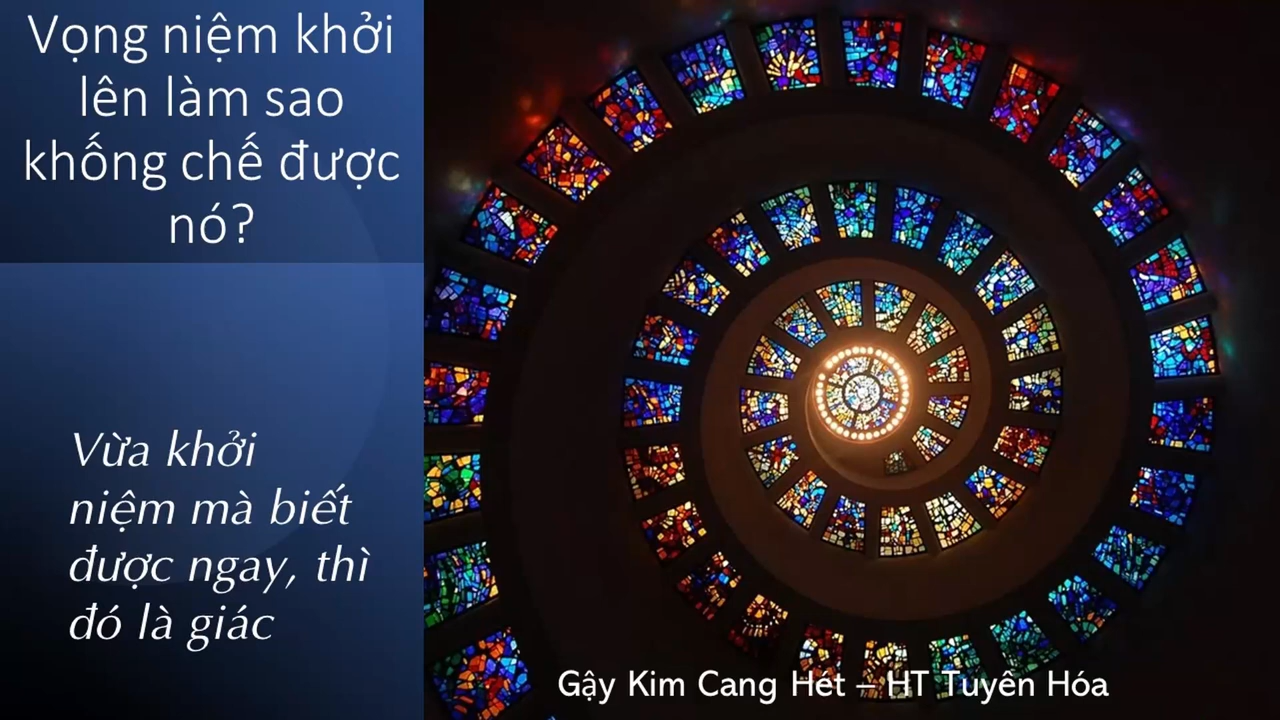 Vọng niệm khởi
lên làm sao
khống chế được
nó?
Vừa khởi
niệm mà biết
được ngay, thì
đó là giác
Gậy Kim Cang Hét – HT Tuyên Hóa